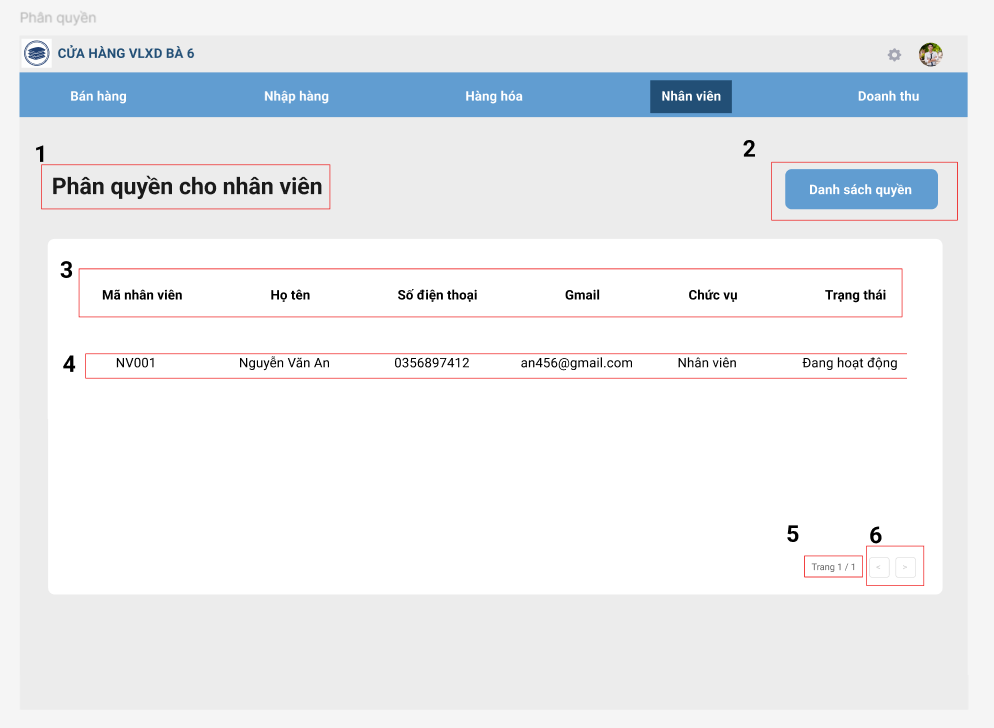 Phân quyền
CỬA HÀNG VLXD BÀ 6
Bán hàng Nhập hàng Hàng hóa Nhân viên Doanh thu
1
2
Phân quyền cho nhân viên
Danh sách quyền
3
Mã nhân viên Họ tên Số điện thoại Gmail Chức vụ Trạng thái
4
NV001 Nguyễn Văn An 0356897412 an456@gmail.com Nhân viên Đang hoạt động
5
6
Trang 1 / 1 < >